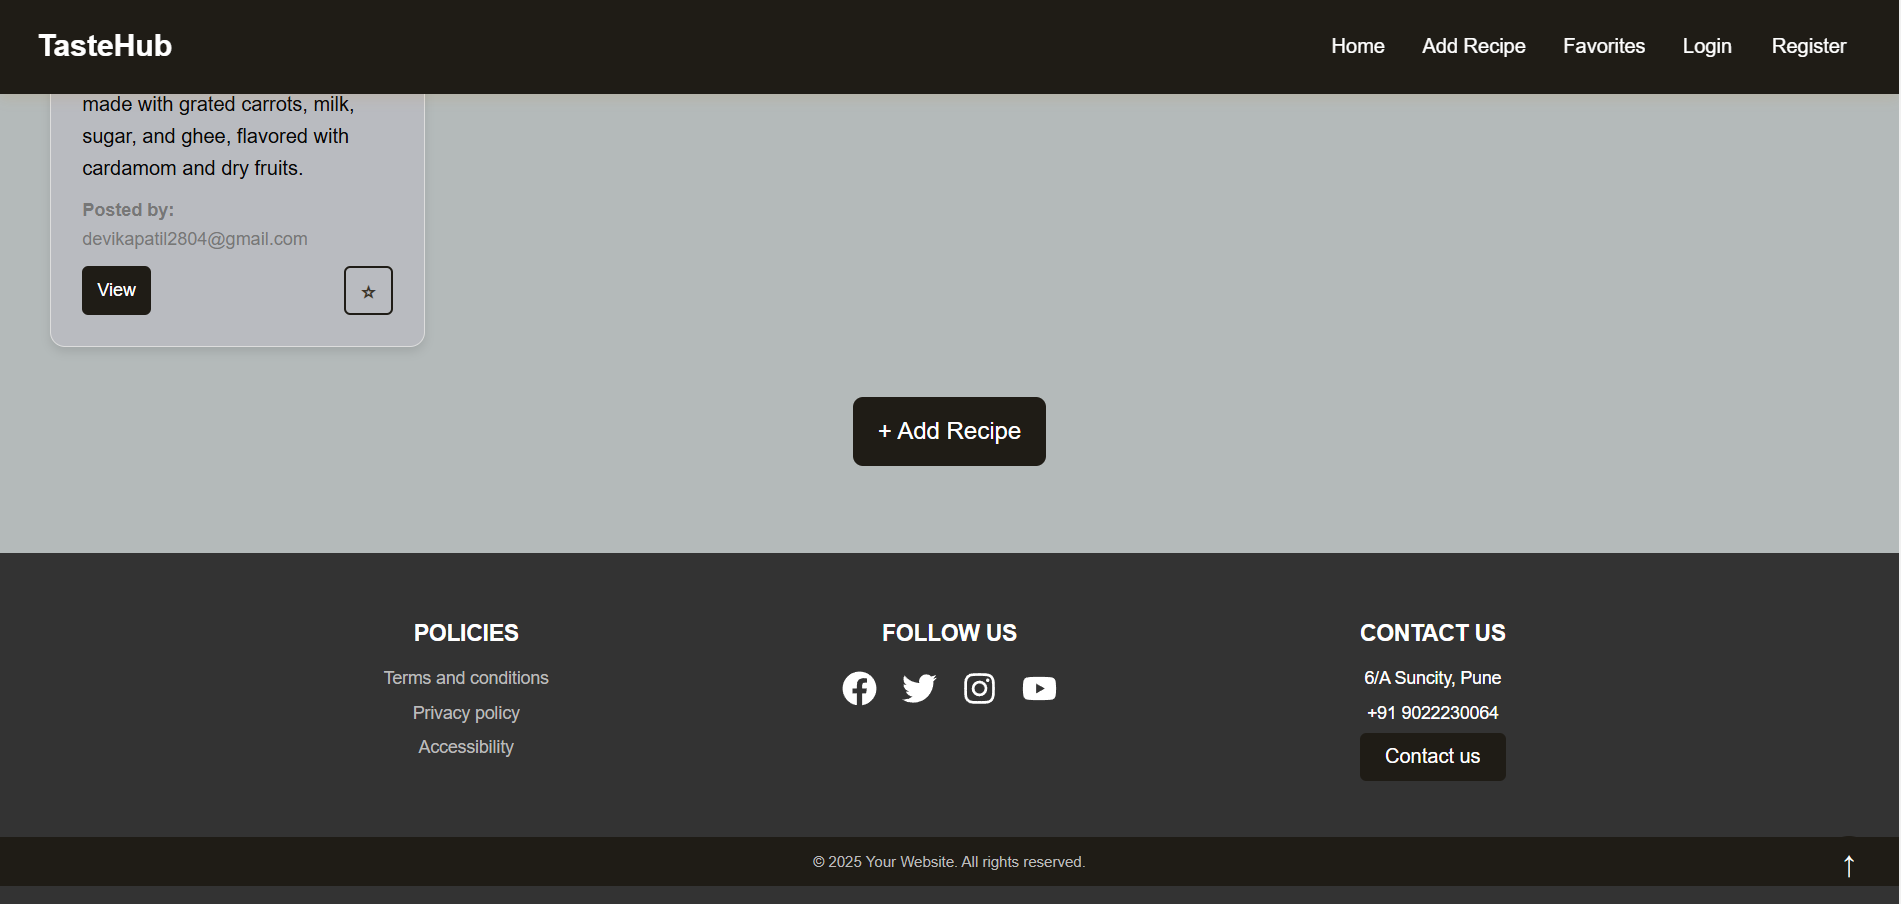 TasteHub
Home Add Recipe Favorites Login Register
made with grated carrots, milk,
sugar, and ghee, flavored with
cardamom and dry fruits.
Posted by:
devikapatil2804@gmail.com
View
+ Add Recipe
POLICIES
Terms and conditions
Privacy policy
Accessibility
FOLLOW US
CONTACT US
6/A Suncity, Pune
+91 9022230064
Contact us
© 2025 Your Website. All rights reserved.